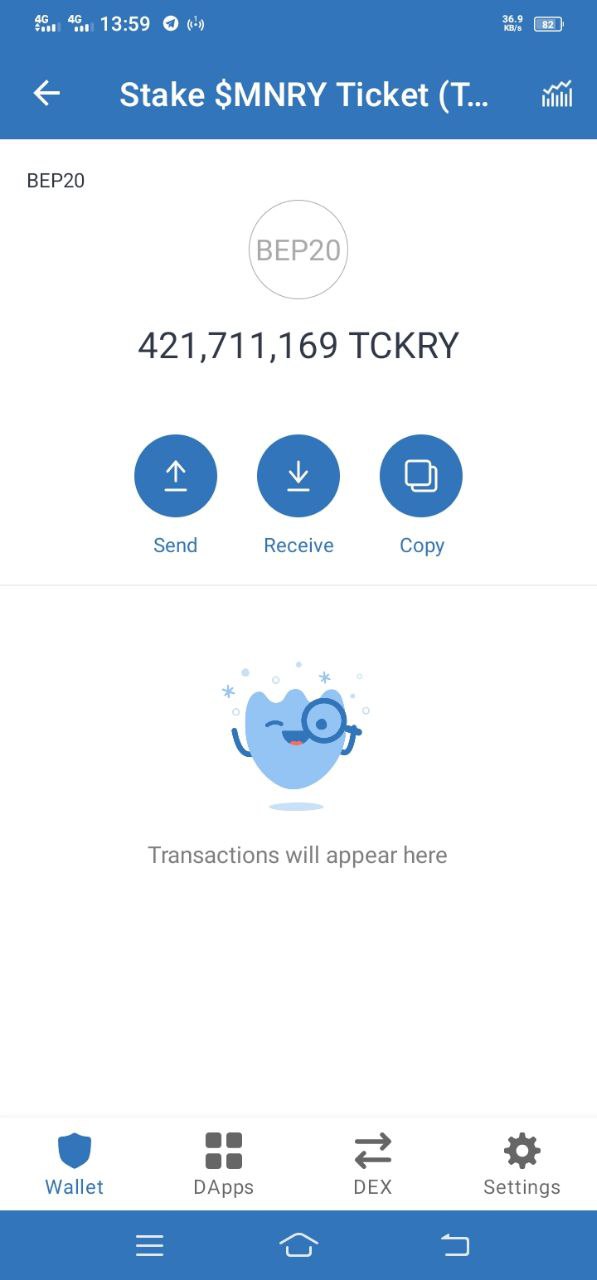 4G 4G 13:59 36.9 KB/s 82
Stake $MNRY Ticket (T...
BEP20
BEP20
421,711,169 TCKRY
Send Receive Copy
Transactions will appear here
Wallet DApps DEX Settings